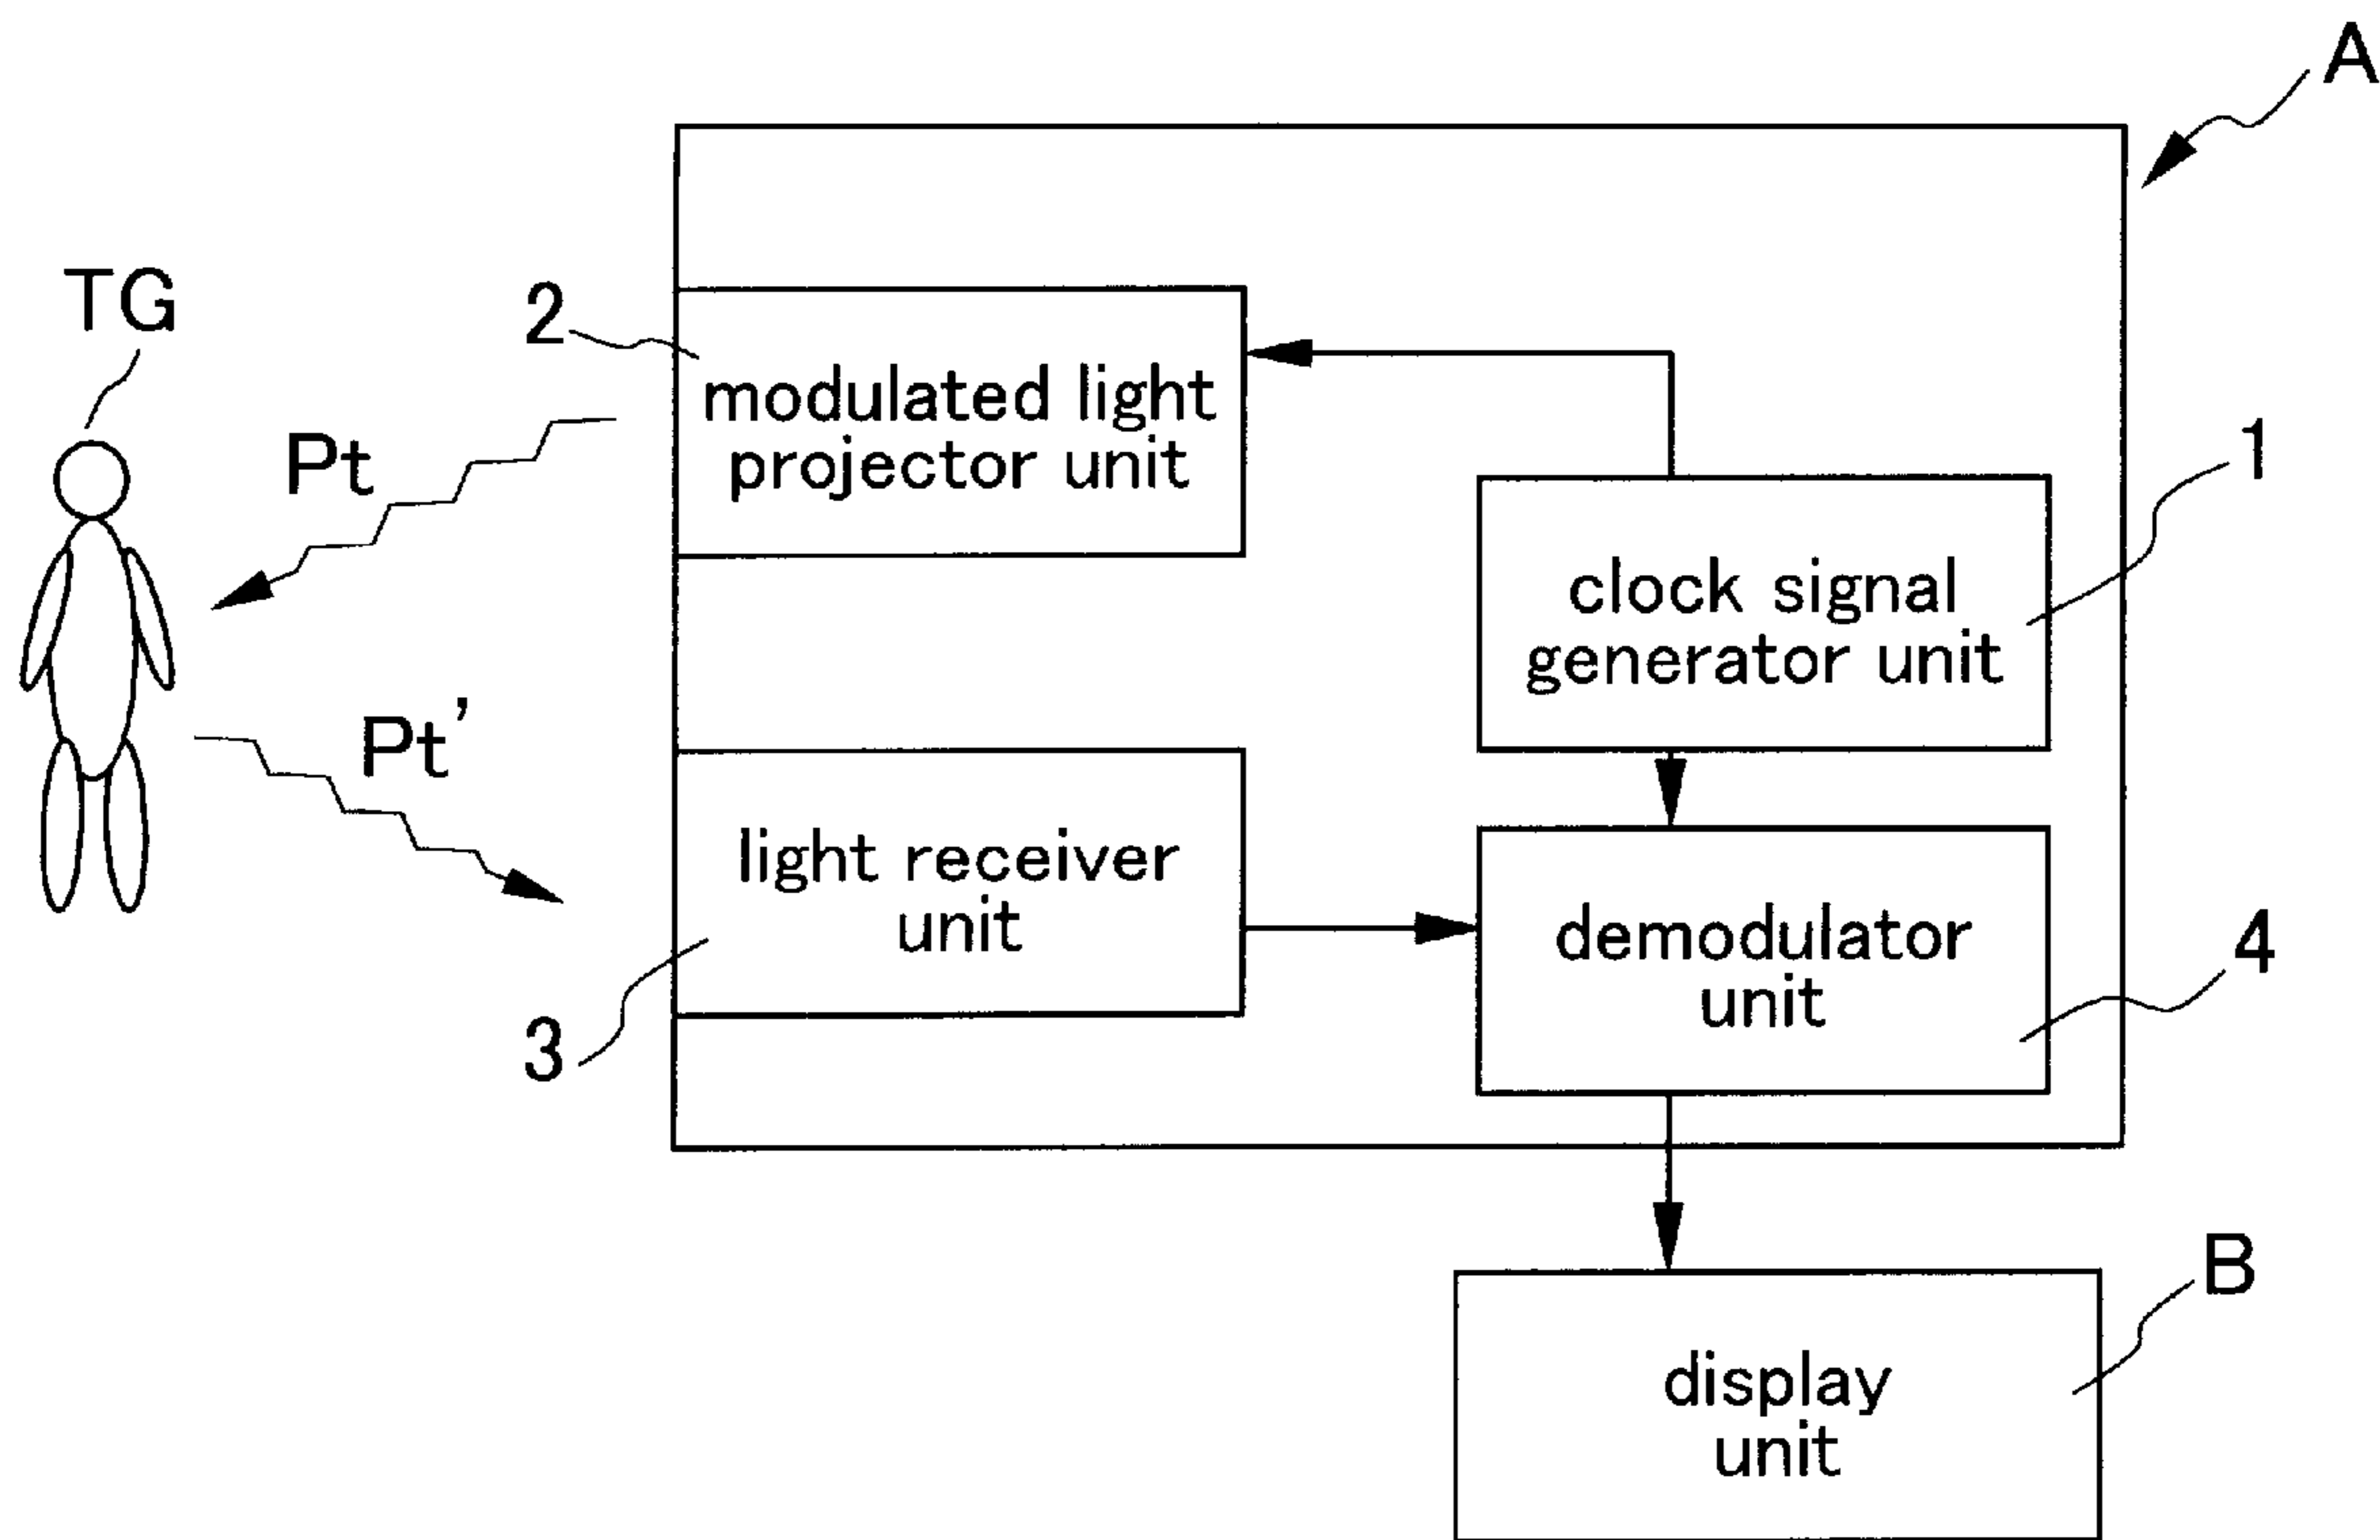 A
TG
2
modulated light
projector unit
Pt
1
clock signal
generator unit
Pt'
light receiver
unit
3
demodulator
unit
4
B
display
unit